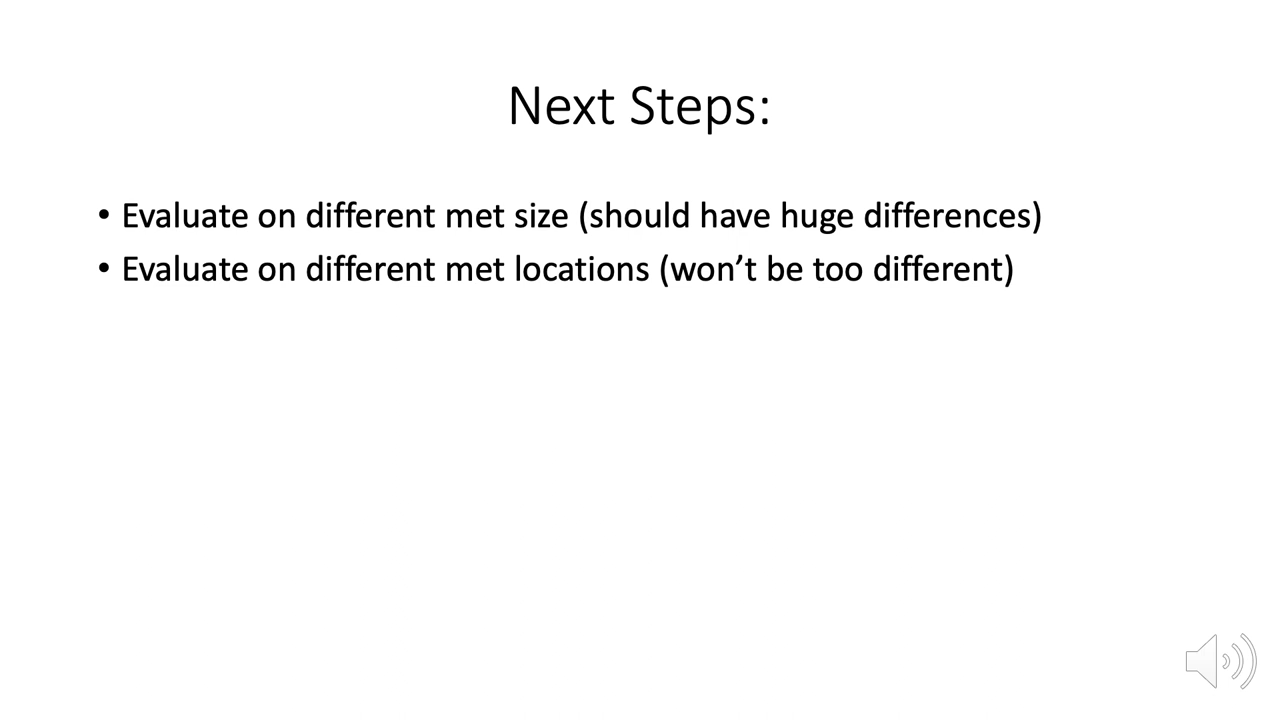 Next Steps:
• Evaluate on different met size (should have huge differences)
• Evaluate on different met locations (won’t be too different)